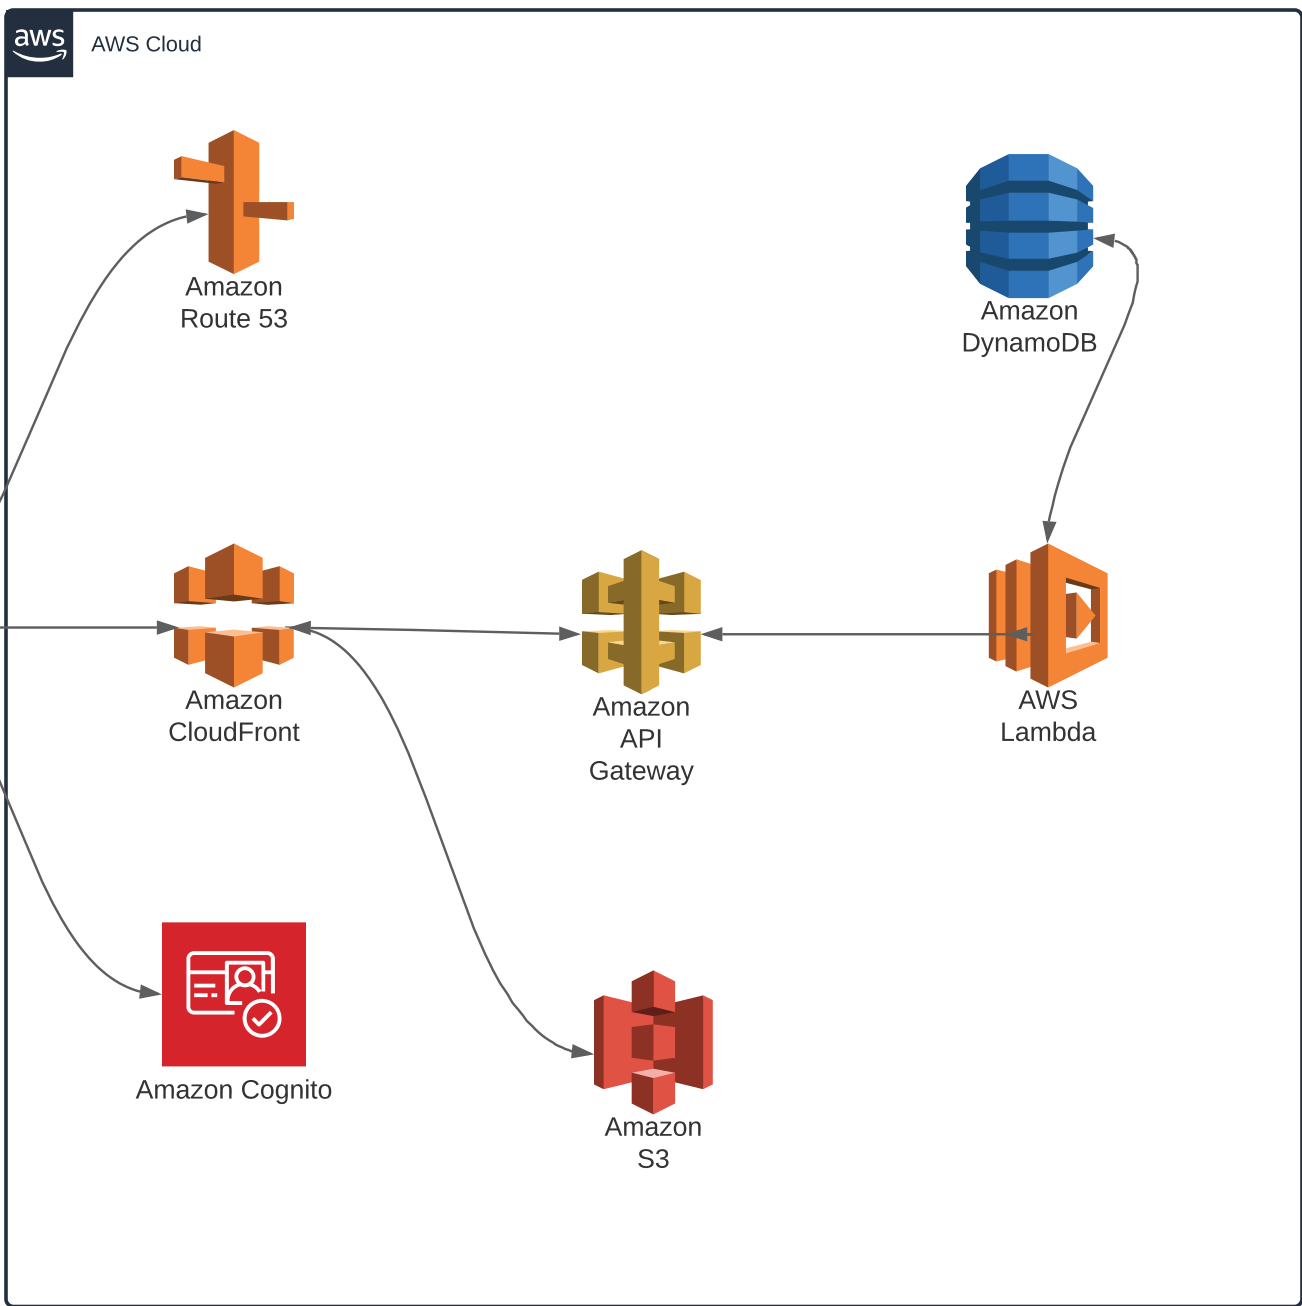 aws
AWS Cloud
Amazon
Route 53
Amazon
DynamoDB
Amazon
CloudFront
Amazon
API
Gateway
AWS
Lambda
Amazon Cognito
Amazon
S3